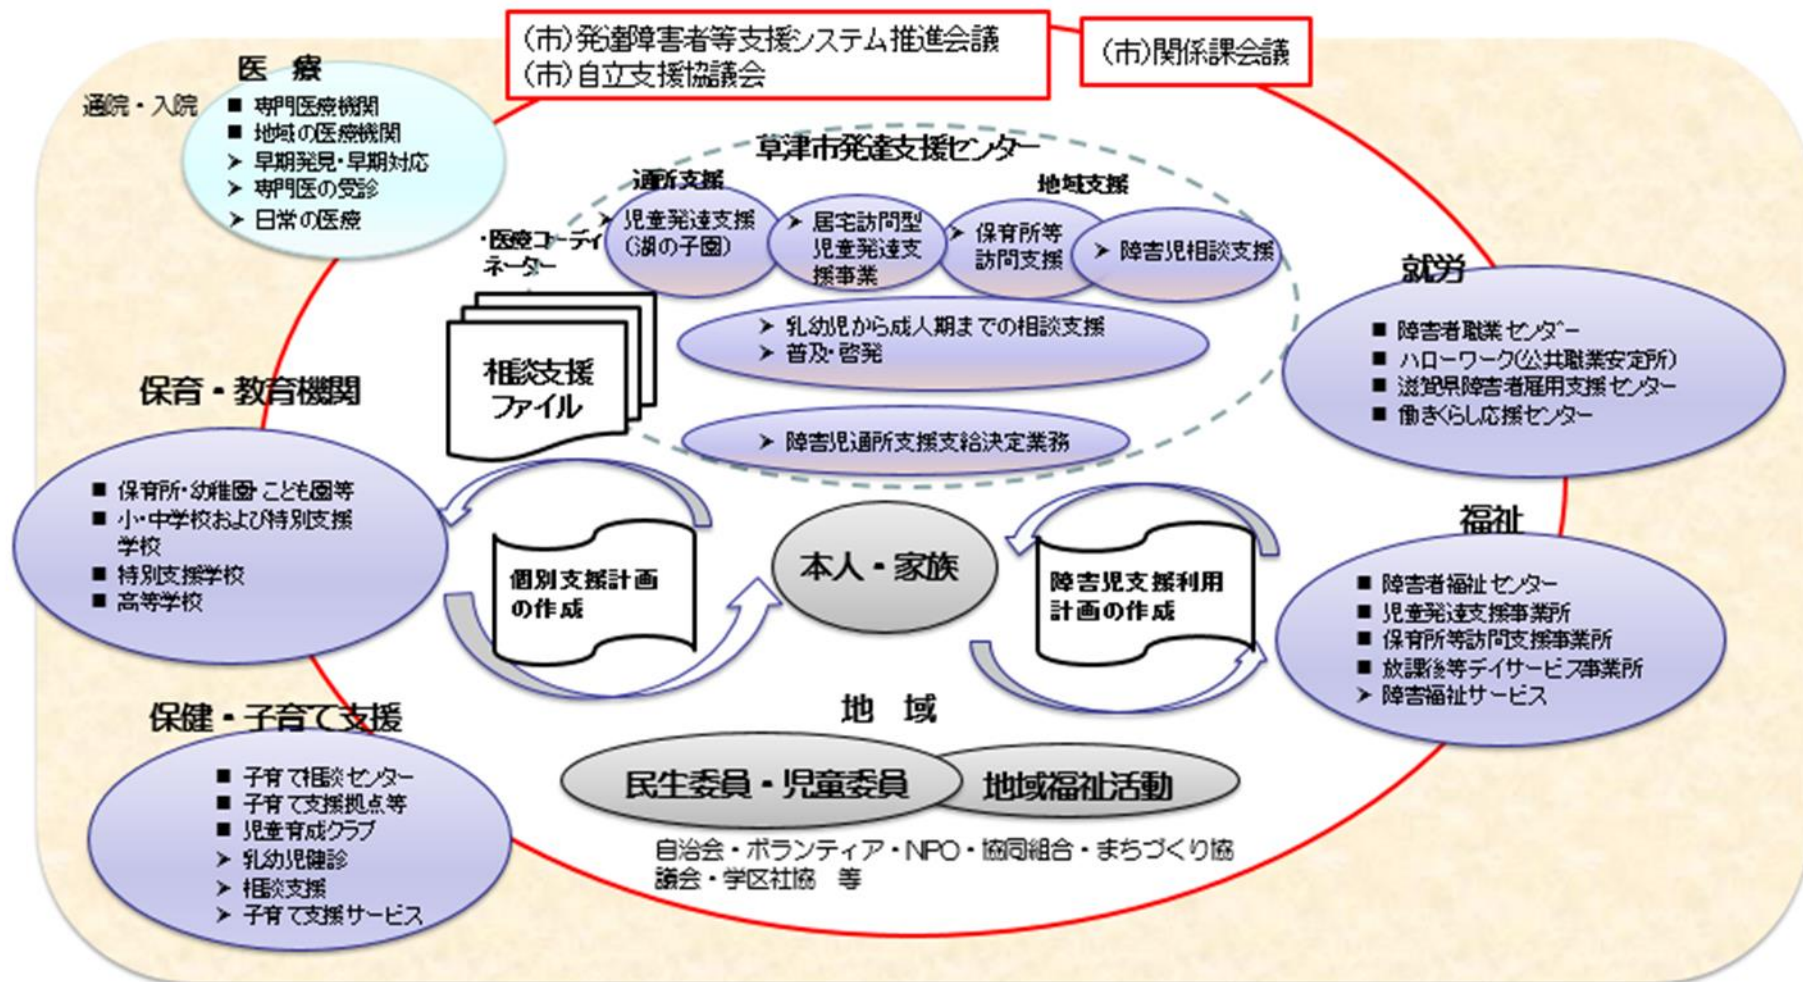 (市)発達障害者等支援システム推進会議
(市)自立支援協議会
(市)関係課会議
医　療
通院・入院
■ 専門医療機関
■ 地域の医療機関
➢ 早期発見・早期対応
➢ 専門医の受診
➢ 日常の医療
草津市発達支援センター
通所支援
地域支援
➢ 児童発達支援
(湖の子園)
➢ 居宅訪問型
児童発達支
援事業
➢ 保育所等
訪問支援
➢ 障害児相談支援
・医療コーディ
ネーター
➢ 乳幼児から成人期までの相談支援
➢ 普及・啓発
➢ 障害児通所支援支給決定業務
相談支援
ファイル
就労
■ 障害者職業センター
■ ハローワーク(公共職業安定所)
■ 滋賀県障害者雇用支援センター
■ 働きくらし応援センター
保育・教育機関
■ 保育所・幼稚園・こども園等
■ 小・中学校および特別支援
学校
■ 特別支援学校
■ 高等学校
個別支援計画
の作成
本人・家族
障害児支援利用
計画の作成
福祉
■ 障害者福祉センター
■ 児童発達支援事業所
■ 保育所等訪問支援事業所
■ 放課後等デイサービス事業所
➢ 障害福祉サービス
保健・子育て支援
■ 子育て相談センター
■ 子育て支援拠点等
■ 児童育成クラブ
➢ 乳幼児健診
➢ 相談支援
➢ 子育て支援サービス
地　域
民生委員・児童委員
地域福祉活動
自治会・ボランティア・NPO・協同組合・まちづくり協
議会・学区社協　等